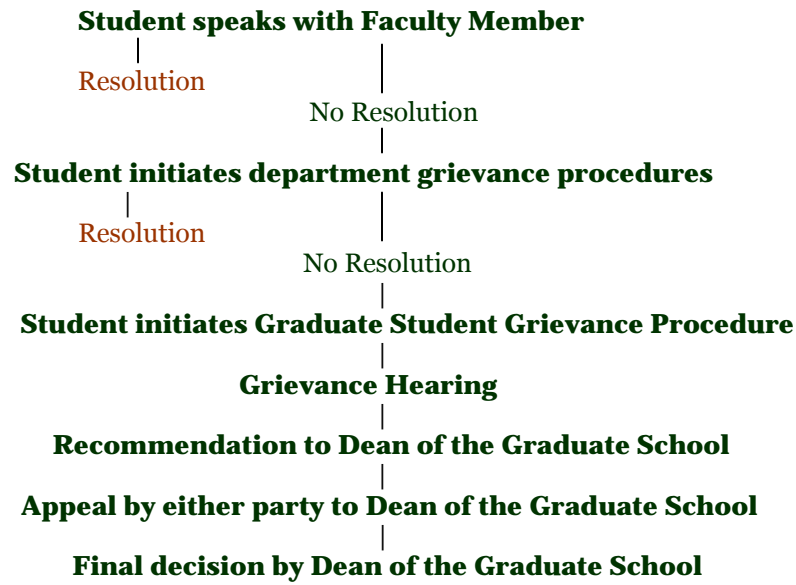 Student speaks with Faculty Member
Resolution
No Resolution
Student initiates department grievance procedures
Resolution
No Resolution
Student initiates Graduate Student Grievance Procedure
Grievance Hearing
Recommendation to Dean of the Graduate School
Appeal by either party to Dean of the Graduate School
Final decision by Dean of the Graduate School